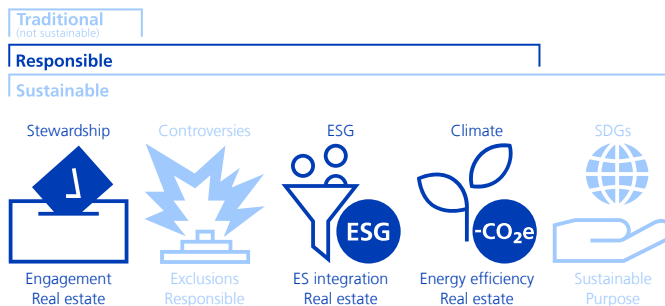 Traditional
(not sustainable)
Responsible
Sustainable
Stewardship Controversies ESG Climate SDGs
ESG -CO₂e
Engagement Exclusions ES integration Energy efficiency Sustainable
Real estate Responsible Real estate Real estate Purpose